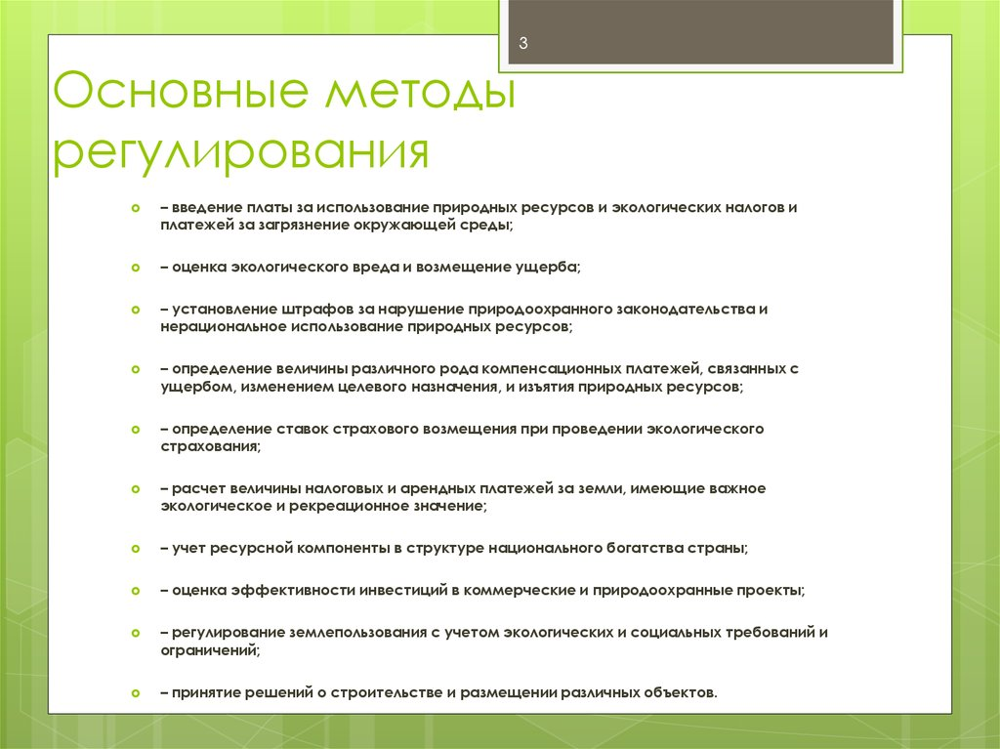 3
Основные методы
регулирования
– введение платы за использование природных ресурсов и экологических налогов и
платежей за загрязнение окружающей среды;
– оценка экологического вреда и возмещение ущерба;
– установление штрафов за нарушение природоохранного законодательства и
нерациональное использование природных ресурсов;
– определение величины различного рода компенсационных платежей, связанных с
ущербом, изменением целевого назначения, и изъятия природных ресурсов;
– определение ставок страхового возмещения при проведении экологического
страхования;
– расчет величины налоговых и арендных платежей за земли, имеющие важное
экологическое и рекреационное значение;
– учет ресурсной компоненты в структуре национального богатства страны;
– оценка эффективности инвестиций в коммерческие и природоохранные проекты;
– регулирование землепользования с учетом экологических и социальных требований и
ограничений;
– принятие решений о строительстве и размещении различных объектов.